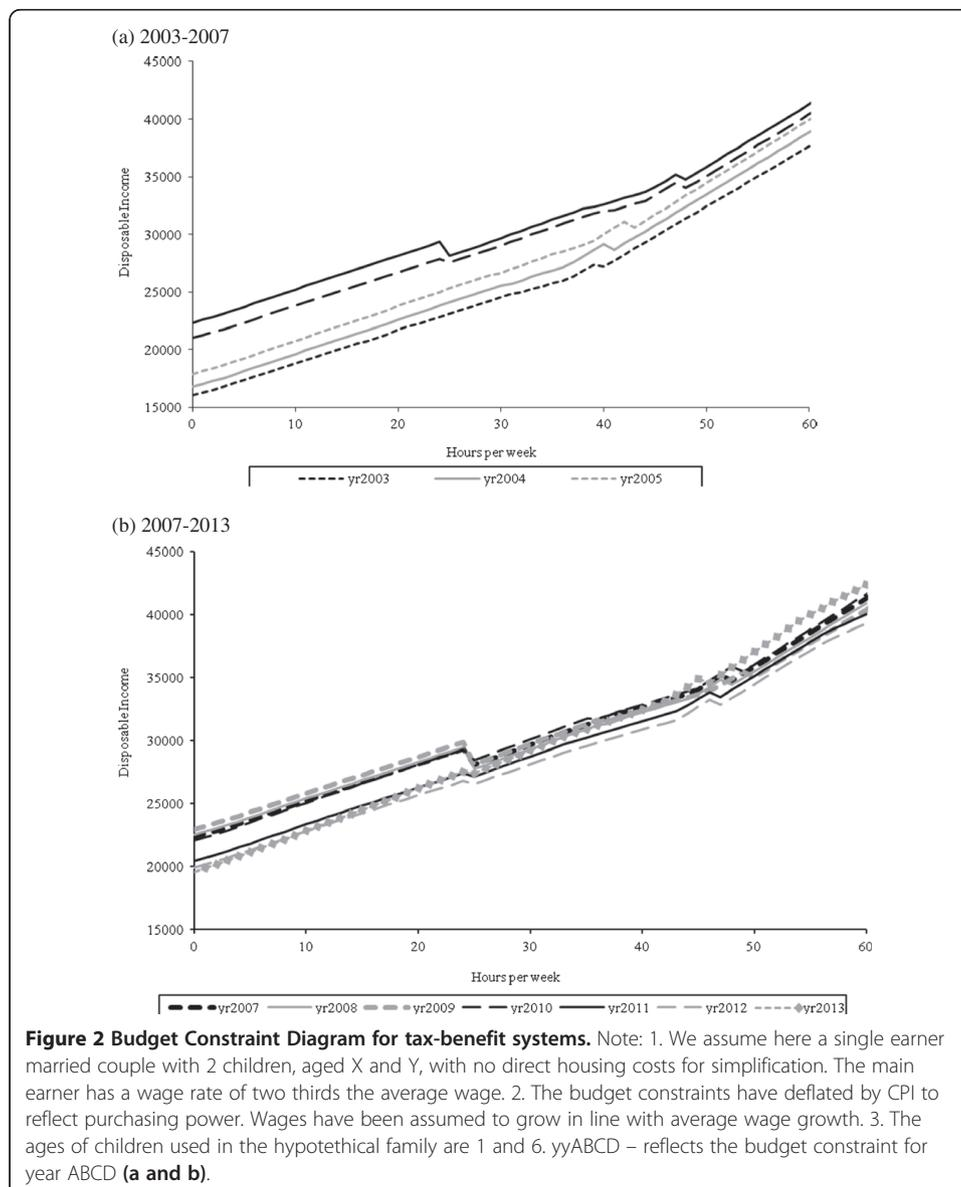 (a) 2003-2007
45000
40000
35000
30000
25000
20000
15000
Disposable Income
0 10 20 30 40 50 60
Hours per week
yr2003 yr2004 yr2005
(b) 2007-2013
45000
40000
35000
30000
25000
20000
15000
Disposable Income
0 10 20 30 40 50 60
Hours per week
yr2007 yr2008 yr2009 yr2010 yr2011 yr2012 yr2013
Figure 2 Budget Constraint Diagram for tax-benefit systems. Note: 1. We assume here a single earner
married couple with 2 children, aged X and Y, with no direct housing costs for simplification. The main
earner has a wage rate of two thirds the average wage. 2. The budget constraints have deflated by CPI to
reflect purchasing power. Wages have been assumed to grow in line with average wage growth. 3. The
ages of children used in the hypotethical family are 1 and 6. yyABCD – reflects the budget constraint for
year ABCD (a and b).